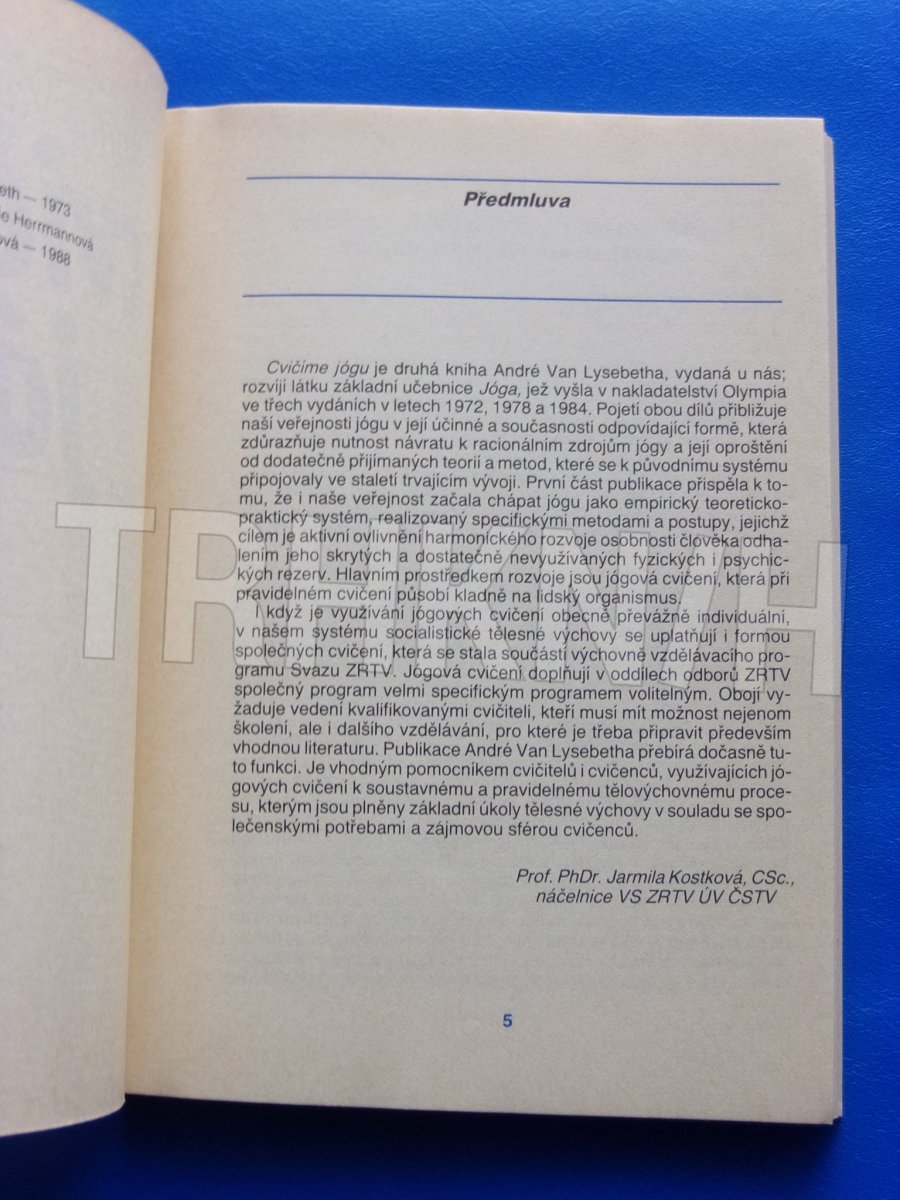 eth — 1973
e Herrmannová
ová — 1988
Předmluva
Cvičíme jógu je druhá kniha André Van Lysebetha, vydaná u nás;
rozvíjí látku základní učebnice Jóga, jež vyšla v nakladatelství Olympia
ve třech vydáních v letech 1972, 1978 a 1984. Pojetí obou dílů přibližuje
naší veřejnosti jógu v její účinné a současnosti odpovídající formě, která
zdůrazňuje nutnost návratu k racionálním zdrojům jógy a její oproštění
od dodatečně přijímaných teorií a metod, které se k původnímu systému
připojovaly ve staletí trvajícím vývoji. První část publikace přispěla k to-
mu, že i naše veřejnost začala chápat jógu jako empirický teoreticko-
praktický systém, realizovaný specifickými metodami a postupy, jejichž
cílem je aktivní ovlivnění harmonického rozvoje osobnosti člověka odha-
lením jeho skrytých a dostatečně nevyužívaných fyzických i psychic-
kých rezerv. Hlavním prostředkem rozvoje jsou jógová cvičení, která při
pravidelném cvičení působí kladně na lidský organismus.
I když je využívání jógových cvičení obecně převážně individuální,
v našem systému socialistické tělesné výchovy se uplatňují i formou
společných cvičení, která se stala součástí výchovně vzdělávacího pro-
gramu Svazu ZRTV. Jógová cvičení doplňují v oddílech odborů ZRTV
společný program velmi specifickým programem volitelným. Obojí vy-
žaduje vedení kvalifikovanými cvičiteli, kteří musí mít možnost nejenom
školení, ale i dalšího vzdělávání, pro které je třeba připravit především
vhodnou literaturu. Publikace André Van Lysebetha přebírá dočasně tu-
to funkci. Je vhodným pomocníkem cvičitelů i cvičenců, využívajících jó-
gových cvičení k soustavnému a pravidelnému tělovýchovnému proce-
su, kterým jsou plněny základní úkoly tělesné výchovy v souladu se spo-
lečenskými potřebami a zájmovou sférou cvičenců.
Prof. PhDr. Jarmila Kostková, CSc.,
náčelnice VS ZRTV ÚV ČSTV
5